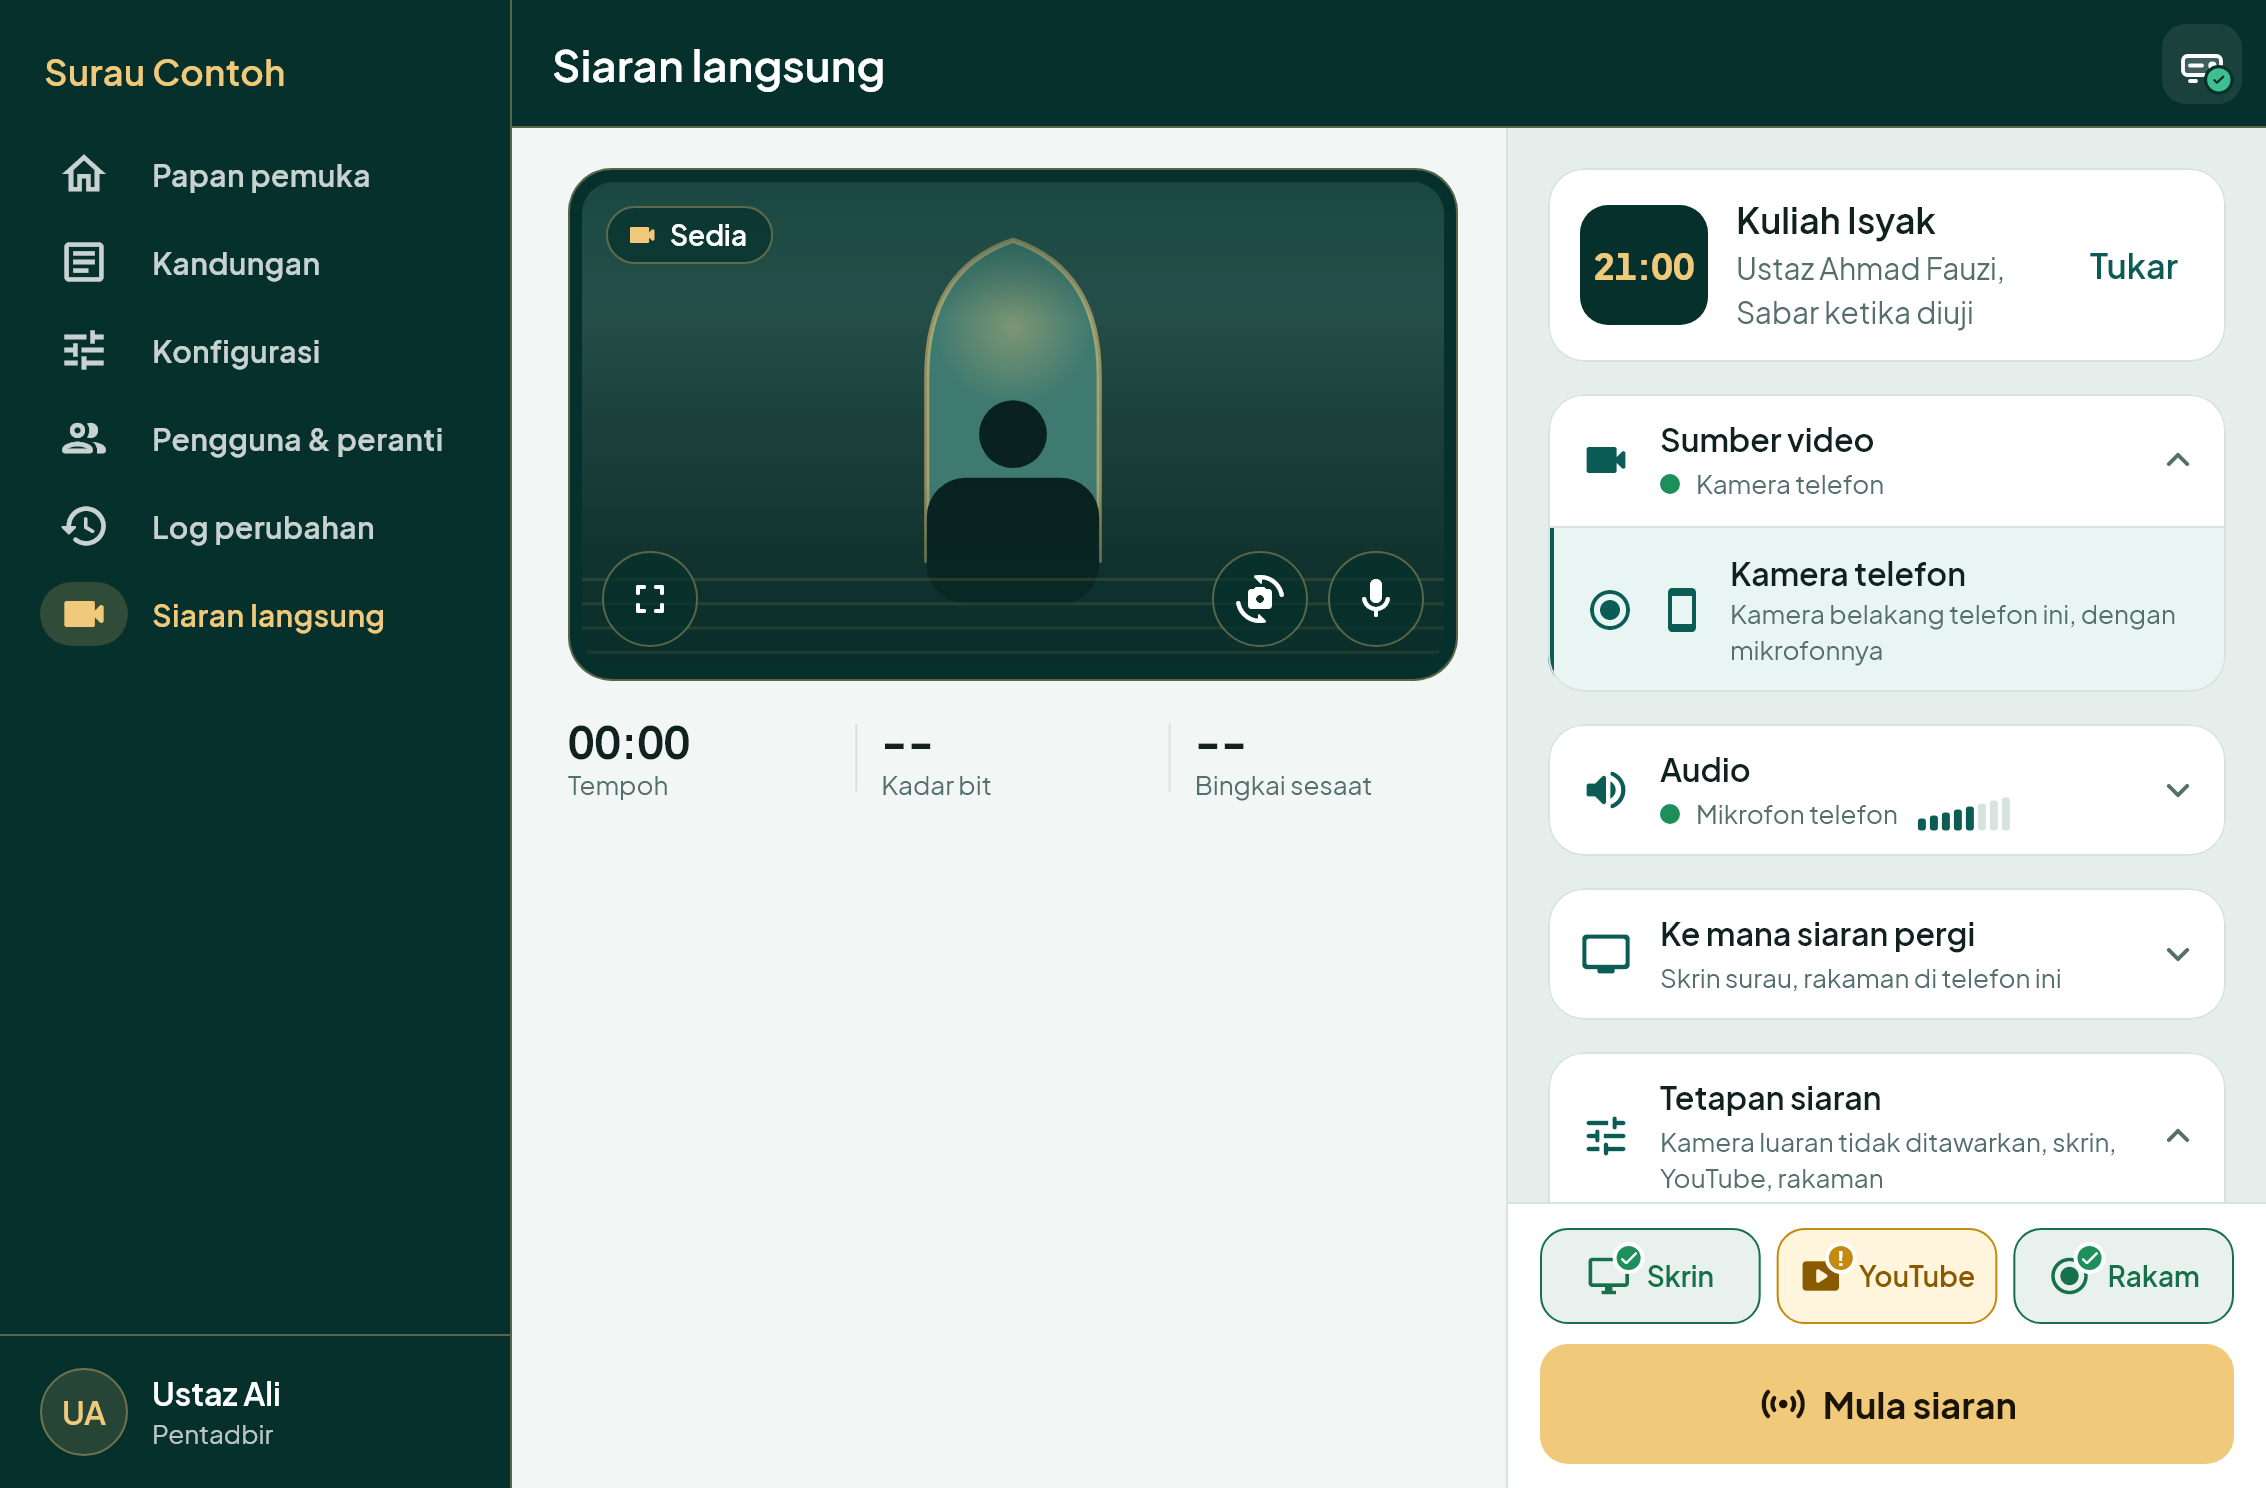 Surau Contoh
Papan pemuka
Kandungan
Konfigurasi
Pengguna & peranti
Log perubahan
Siaran langsung
UA
Ustaz Ali
Pentadbir
Siaran langsung
Sedia
00:00
Tempoh
--
Kadar bit
--
Bingkai sesaat
21:00
Kuliah Isyak
Ustaz Ahmad Fauzi,
Sabar ketika diuji
Tukar
Sumber video
Kamera telefon
Kamera telefon
Kamera belakang telefon ini, dengan
mikrofonnya
Audio
Mikrofon telefon
Ke mana siaran pergi
Skrin surau, rakaman di telefon ini
Tetapan siaran
Kamera luaran tidak ditawarkan, skrin,
YouTube, rakaman
Skrin
YouTube
Rakam
Mula siaran